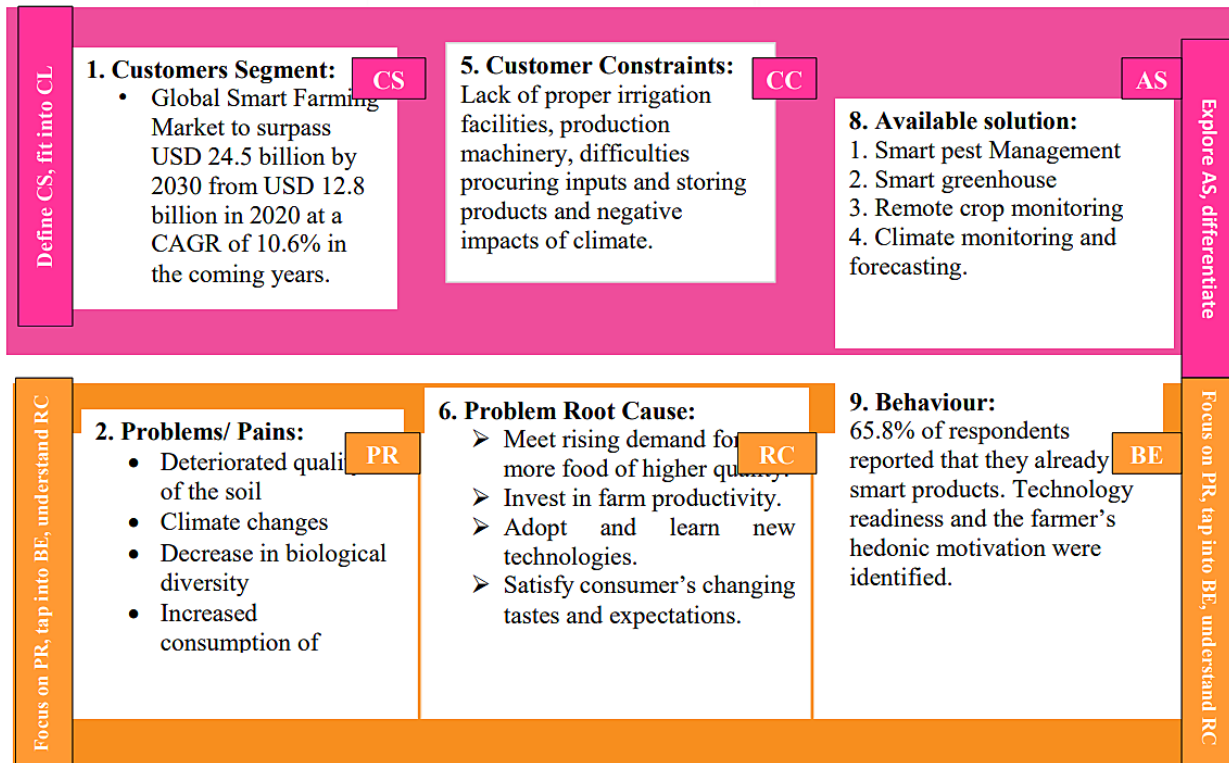 Define CS, fit into CL
1. Customers Segment:
CS
• Global Smart Farming
Market to surpass
USD 24.5 billion by
2030 from USD 12.8
billion in 2020 at a
CAGR of 10.6% in
the coming years.
5. Customer Constraints:
CC
Lack of proper irrigation
facilities, production
machinery, difficulties
procuring inputs and storing
products and negative
impacts of climate.
AS
8. Available solution:
1. Smart pest Management
2. Smart greenhouse
3. Remote crop monitoring
4. Climate monitoring and
forecasting.
Explore AS, differentiate
Focus on PR, tap into BE, understand RC
2. Problems/ Pains:
PR
• Deteriorated quali
of the soil
• Climate changes
• Decrease in biological
diversity
• Increased
consumption of
6. Problem Root Cause:
RC
➢ Meet rising demand for
more food of higher quality.
➢ Invest in farm productivity.
➢ Adopt and learn new
technologies.
➢ Satisfy consumer's changing
tastes and expectations.
9. Behaviour:
BE
65.8% of respondents
reported that they already
smart products. Technology
readiness and the farmer's
hedonic motivation were
identified.
Focus on PR, tap into BE, understand RC